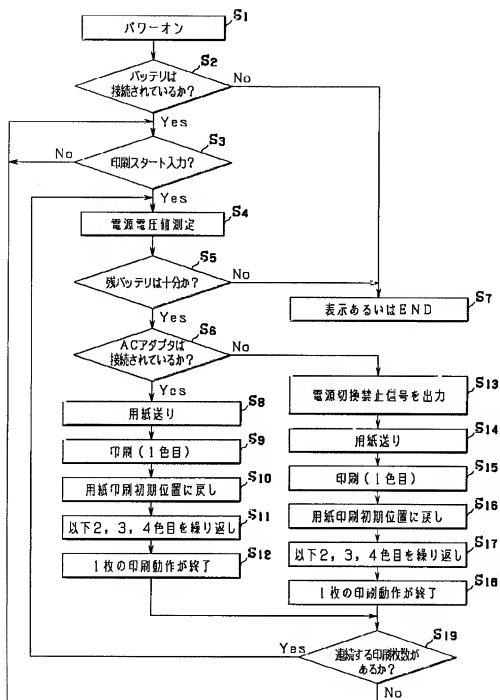 S1
パワーオン
S2
バッテリは
接続されているか?
No
Yes
S3
印刷スタート入力?
No
Yes
S4
電源電圧値測定
S5
残バッテリは十分か?
No
Yes
S7
表示あるいはEND
S6
ACアダプタは
接続されているか?
No
Yes
S8
用紙送り
S9
印刷(1色目)
S10
用紙印刷初期位置に戻し
S11
以下2,3,4色目を繰り返し
S12
1枚の印刷動作が終了
S13
電源切換禁止信号を出力
S14
用紙送り
S15
印刷(1色目)
S16
用紙印刷初期位置に戻し
S17
以下2,3,4色目を繰り返し
S18
1枚の印刷動作が終了
S19
連続する印刷枚数が
あるか?
Yes
No